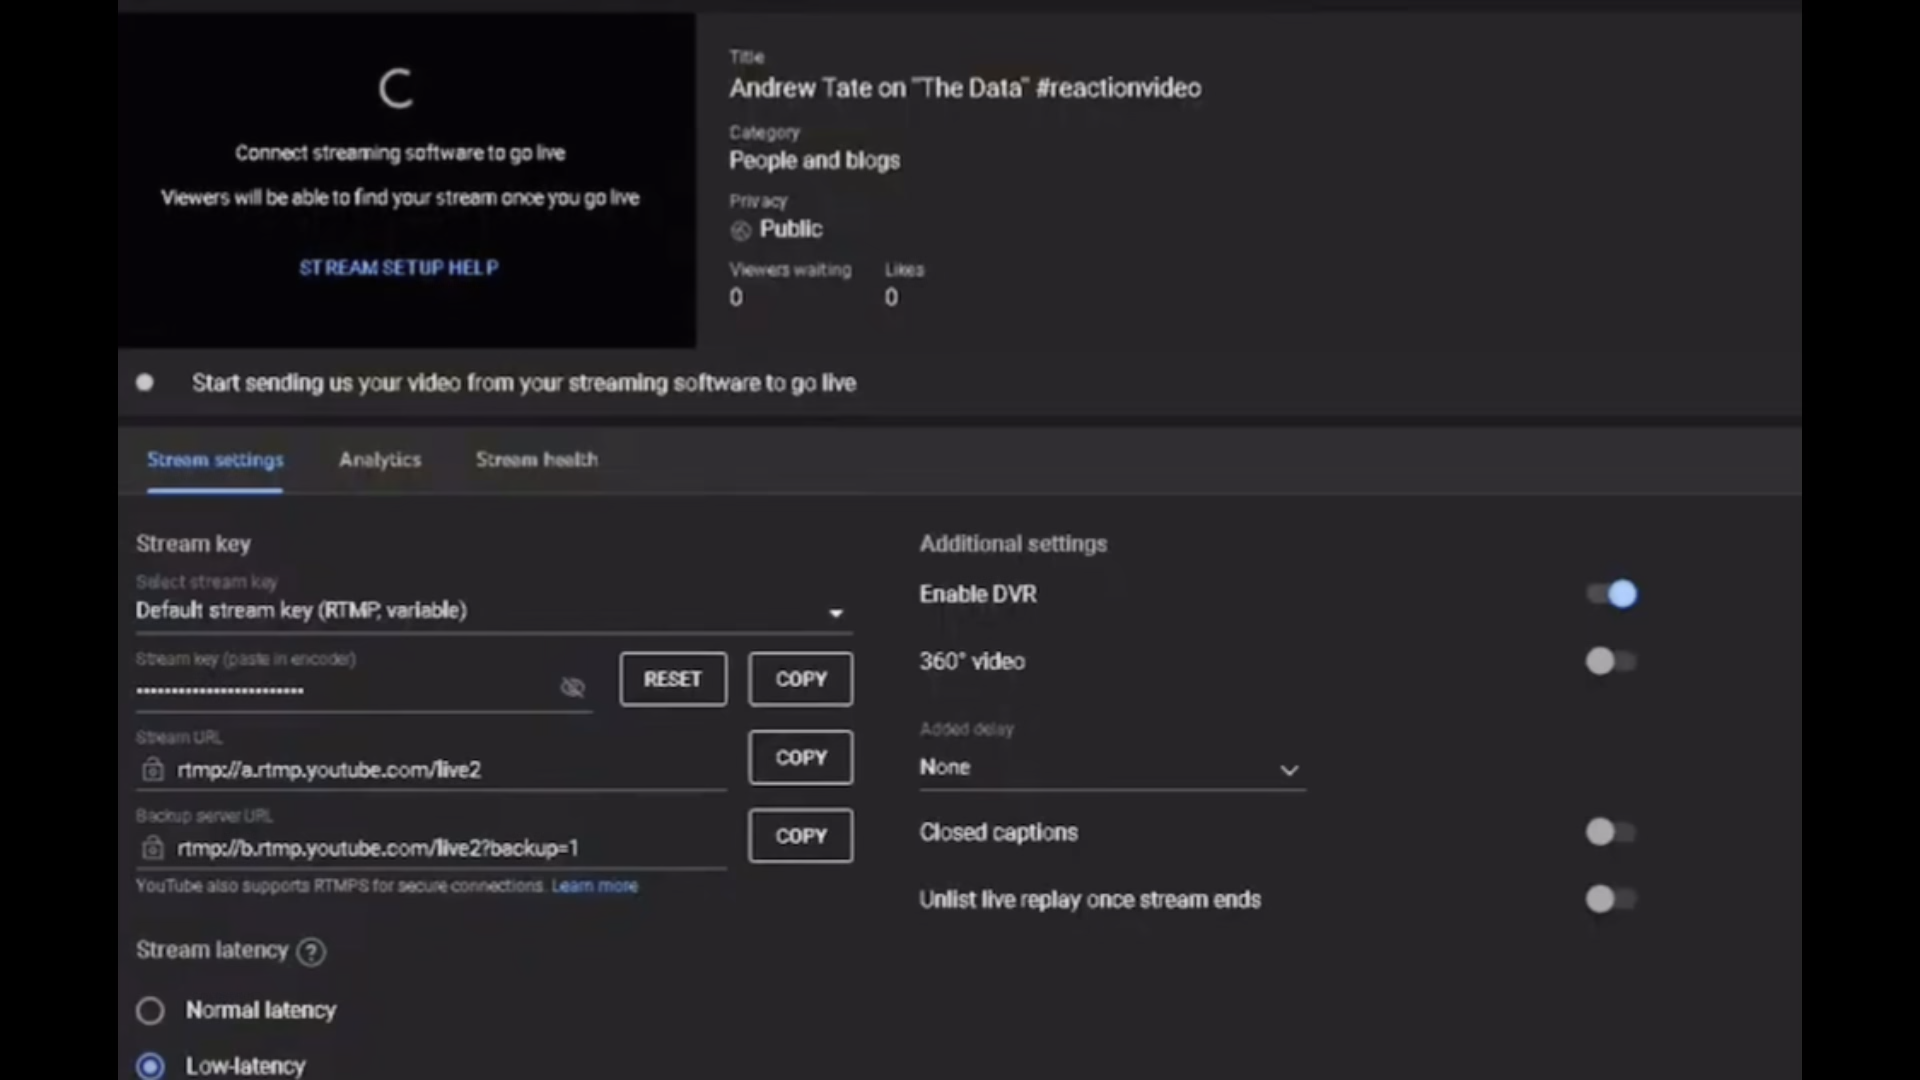 Connect streaming software to go live
Viewers will be able to find your stream once you go live
STREAM SETUP HELP
Title
Andrew Tate on "The Data" #reactionvideo
Category
People and blogs
Privacy
Public
Viewers waiting
0
Likes
0
Start sending us your video from your streaming software to go live
Stream settings Analytics Stream health
Stream key
Select stream key
Default stream key (RTMP, variable)
Stream key (paste in encoder)
••••••••••••••••••••••••
RESET COPY
Stream URL
rtmp://a.rtmp.youtube.com/live2
COPY
Backup server URL
rtmp://b.rtmp.youtube.com/live2?backup=1
COPY
YouTube also supports RTMPS for secure connections. Learn more
Stream latency ?
Normal latency
Low-latency
Additional settings
Enable DVR
360° video
Added delay
None
Closed captions
Unlist live replay once stream ends